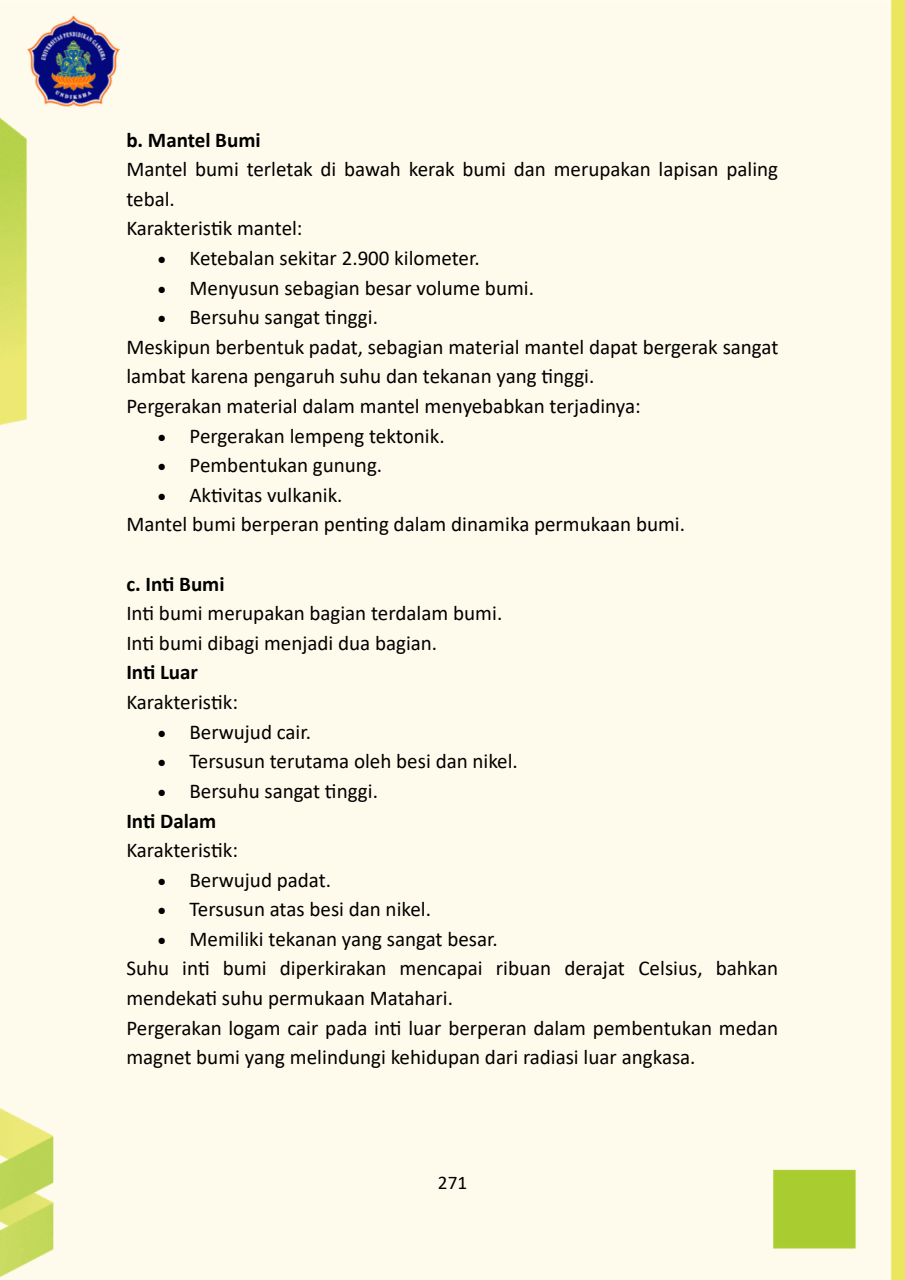 UNIVERSITAS PENDIDIKAN GANESHA
UNDIKSHA
b. Mantel Bumi
Mantel bumi terletak di bawah kerak bumi dan merupakan lapisan paling
tebal.
Karakteristik mantel:
• Ketebalan sekitar 2.900 kilometer.
• Menyusun sebagian besar volume bumi.
• Bersuhu sangat tinggi.
Meskipun berbentuk padat, sebagian material mantel dapat bergerak sangat
lambat karena pengaruh suhu dan tekanan yang tinggi.
Pergerakan material dalam mantel menyebabkan terjadinya:
• Pergerakan lempeng tektonik.
• Pembentukan gunung.
• Aktivitas vulkanik.
Mantel bumi berperan penting dalam dinamika permukaan bumi.
c. Inti Bumi
Inti bumi merupakan bagian terdalam bumi.
Inti bumi dibagi menjadi dua bagian.
Inti Luar
Karakteristik:
• Berwujud cair.
• Tersusun terutama oleh besi dan nikel.
• Bersuhu sangat tinggi.
Inti Dalam
Karakteristik:
• Berwujud padat.
• Tersusun atas besi dan nikel.
• Memiliki tekanan yang sangat besar.
Suhu inti bumi diperkirakan mencapai ribuan derajat Celsius, bahkan
mendekati suhu permukaan Matahari.
Pergerakan logam cair pada inti luar berperan dalam pembentukan medan
magnet bumi yang melindungi kehidupan dari radiasi luar angkasa.
271